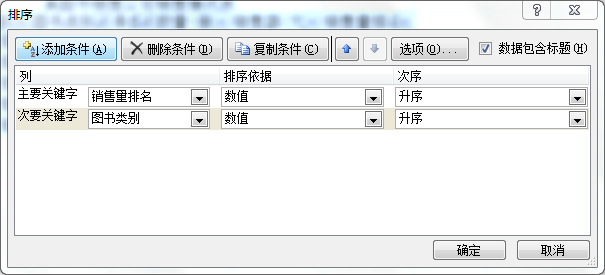 排序
添加条件(A) 删除条件(D) 复制条件(C) 选项(O)... 数据包含标题(H)
列 排序依据 次序
主要关键字 销售量排名 数值 升序
次要关键字 图书类别 数值 升序
确定 取消